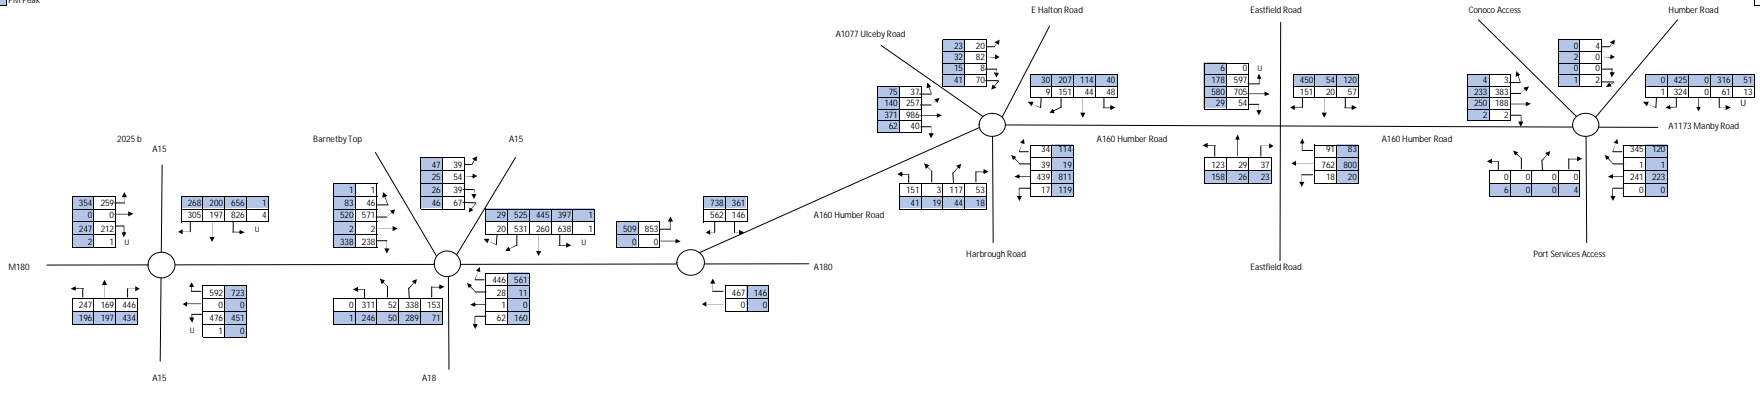 PM Peak
E Halton Road
Eastfield Road
Conoco Access
Humber Road
A1077 Ulceby Road
23 20
32 82
15 8
41 70
75 37
140 257
371 986
62 40
30 207 114 40
9 151 44 48
6 0 U
178 597
580 705
29 54
450 54 120
151 20 57
4 3
233 383
250 188
2 2
0 4
2 0
0 0
1 2
0 425 0 316 51
1 324 0 61 13
U
A160 Humber Road
A160 Humber Road
A1173 Manby Road
34 114
39 19
439 811
17 119
151 3 117 53
41 19 44 18
123 29 37
158 26 23
91 83
762 800
18 20
0 0 0 0
6 0 0 4
345 120
1 1
241 223
0 0
Harbrough Road
Eastfield Road
Port Services Access
2025 b
A15
Barnetby Top
A15
354 259
0 0
247 212
2 1 U
268 200 656 1
305 197 826 4
U
1 1
83 46
520 571
2 2
338 238
47 39
25 54
26 39
46 67
29 525 445 397 1
20 531 260 638 1
U
509 853
0 0
738 361
562 146
A160 Humber Road
M180
A180
247 169 446
196 197 434
592 723
0 0
476 451
U 1 0
0 311 52 338 153
1 246 50 289 71
446 561
28 11
1 0
62 160
467 146
0 0
A15
A18